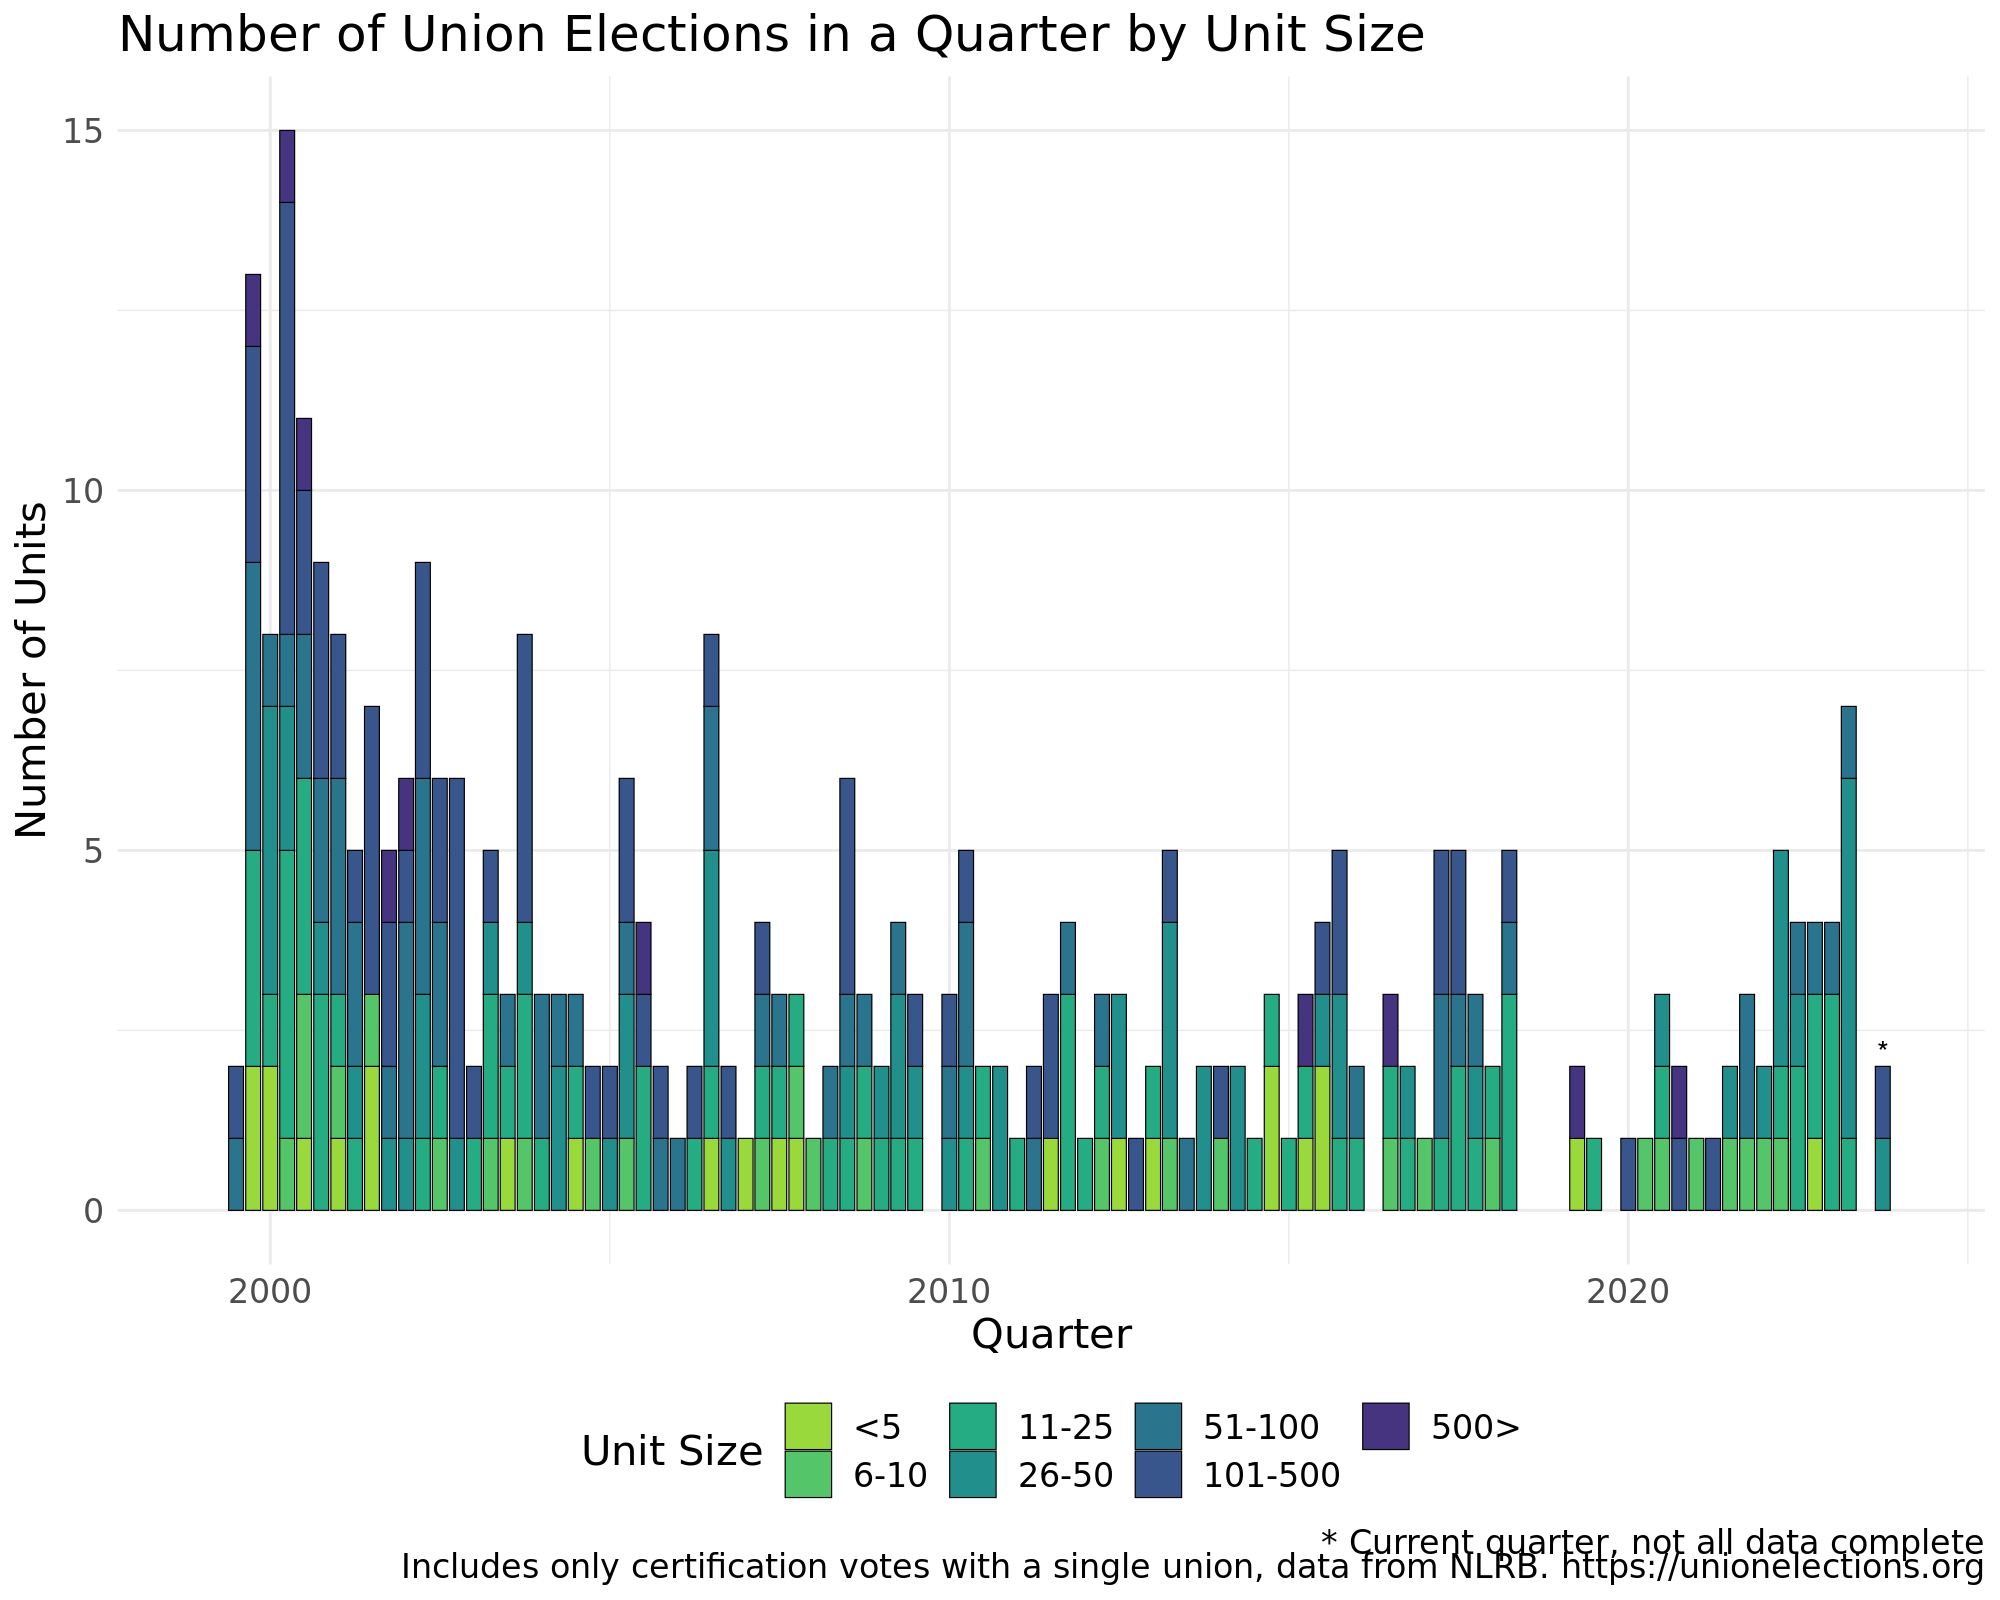 Number of Union Elections in a Quarter by Unit Size
Number of Units
15
10
5
0
2000 2010 2020
Quarter
Unit Size
<5 11-25 51-100 500>
6-10 26-50 101-500
*
* Current quarter, not all data complete
Includes only certification votes with a single union, data from NLRB. https://unionelections.org